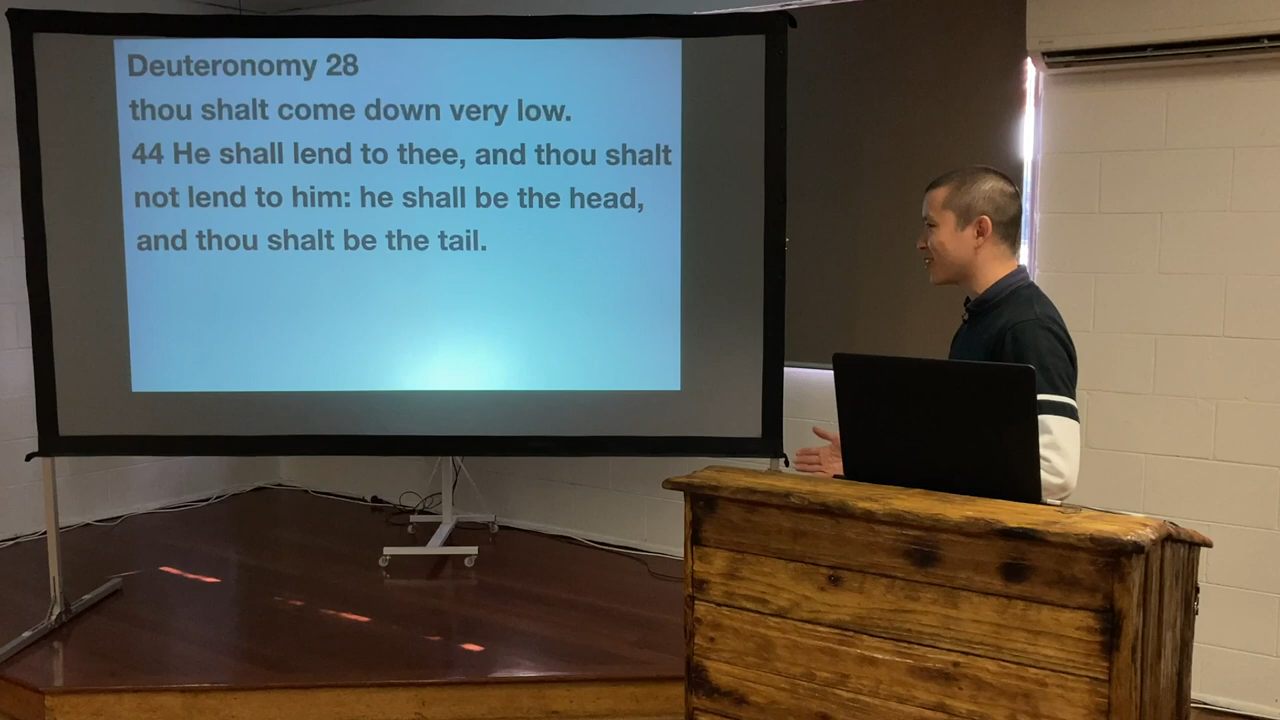 Deuteronomy 28
thou shalt come down very low.
44 He shall lend to thee, and thou shalt
not lend to him: he shall be the head,
and thou shalt be the tail.